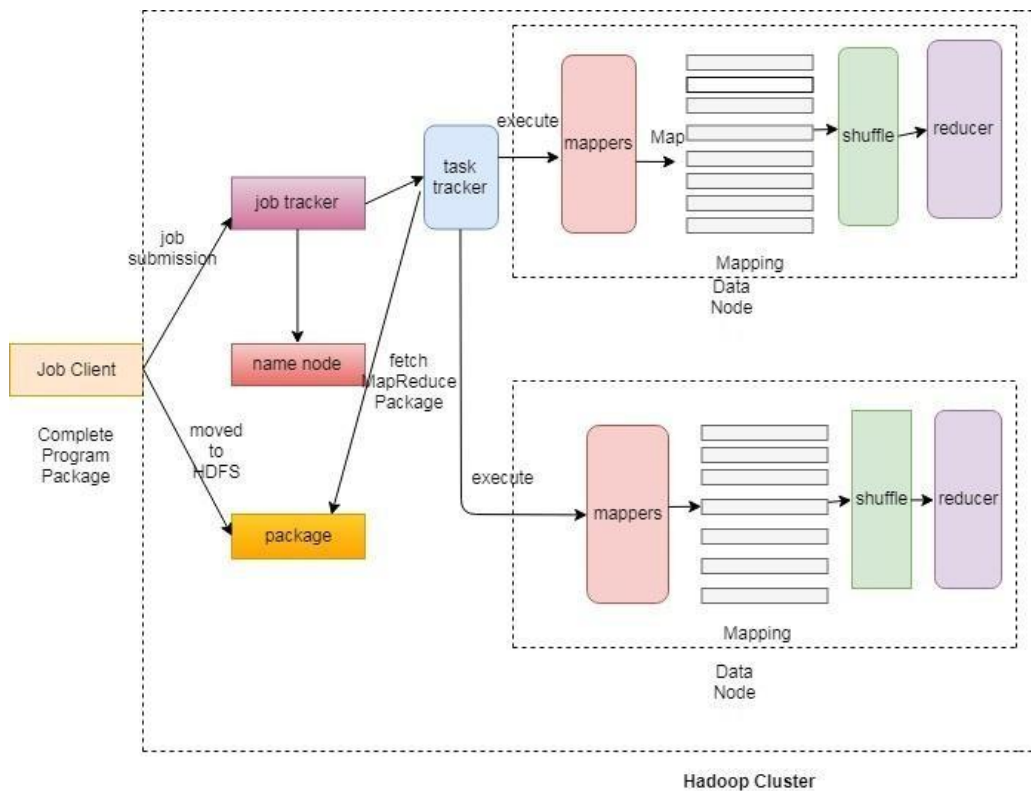 execute
mappers
Map
shuffle
reducer
task
tracker
job tracker
job
submission
Mapping
Data
Node
Job Client
name node
fetch
MapReduce
Package
Complete
Program
Package
moved
to
HDFS
package
execute
mappers
shuffle
reducer
Mapping
Data
Node
Hadoop Cluster